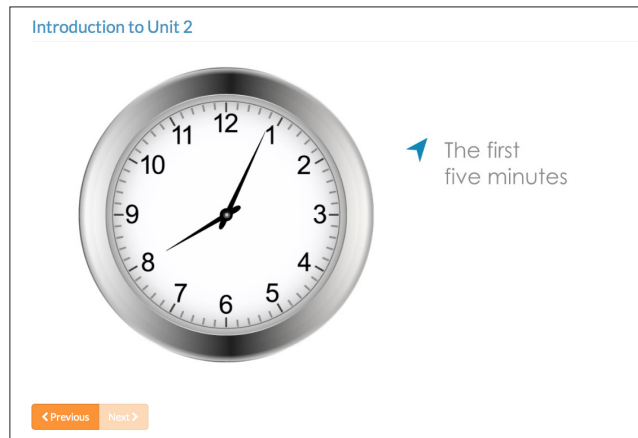 Introduction to Unit 2
12
11
1
10
2
9
3
8
4
7
5
6
The first
five minutes
Previous
Next